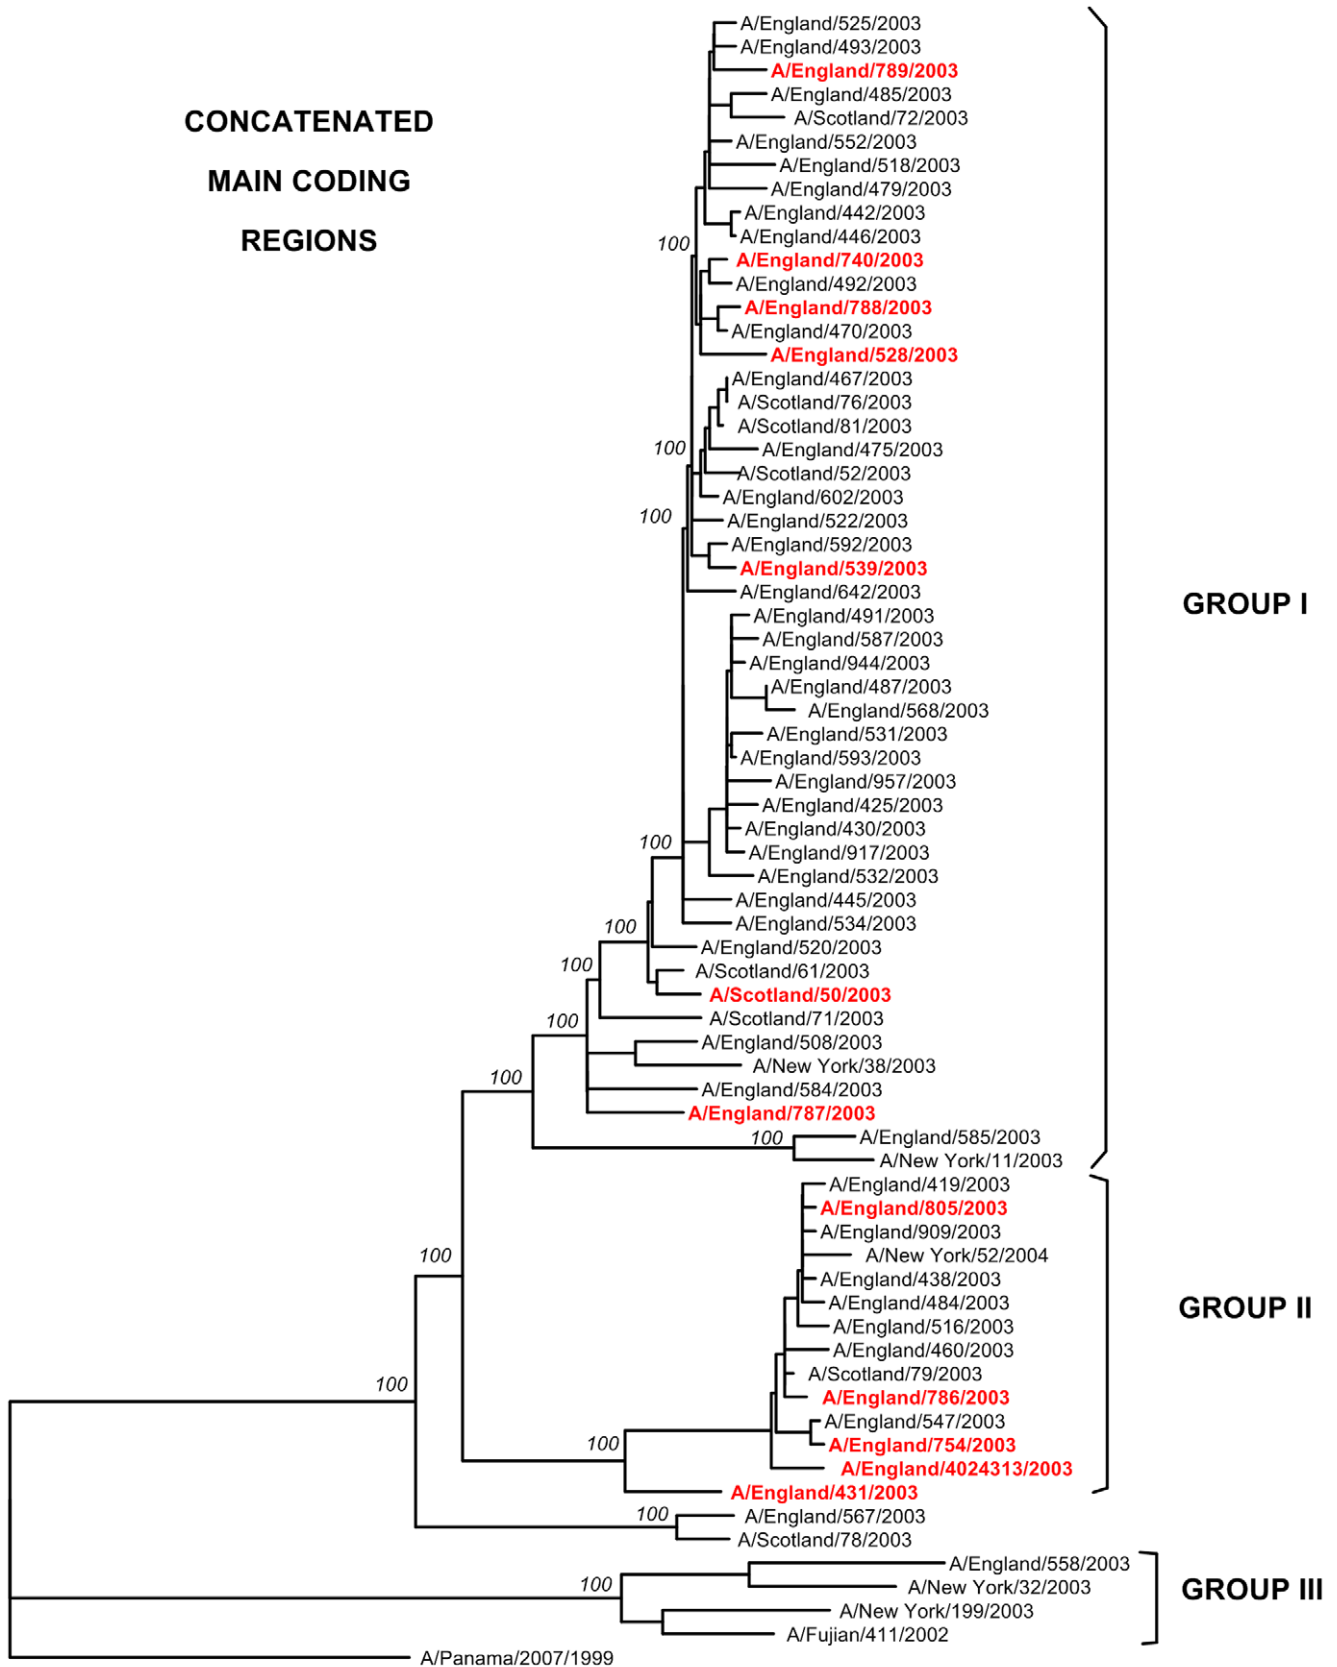 CONCATENATED
MAIN CODING
REGIONS
A/England/525/2003
A/England/493/2003
A/England/789/2003
A/England/485/2003
A/Scotland/72/2003
A/England/552/2003
A/England/518/2003
A/England/479/2003
A/England/442/2003
A/England/446/2003
100
A/England/740/2003
A/England/492/2003
A/England/788/2003
A/England/470/2003
A/England/528/2003
A/England/467/2003
A/Scotland/76/2003
A/Scotland/81/2003
100
A/England/475/2003
A/Scotland/52/2003
A/England/602/2003
100
A/England/522/2003
A/England/592/2003
A/England/539/2003
A/England/642/2003
GROUP I
A/England/491/2003
A/England/587/2003
A/England/944/2003
A/England/487/2003
A/England/568/2003
A/England/531/2003
A/England/593/2003
A/England/957/2003
A/England/425/2003
A/England/430/2003
100
A/England/917/2003
A/England/532/2003
A/England/445/2003
A/England/534/2003
100
A/England/520/2003
100
A/Scotland/61/2003
A/Scotland/50/2003
A/Scotland/71/2003
100
A/England/508/2003
A/New York/38/2003
100
A/England/584/2003
A/England/787/2003
100
A/England/585/2003
A/New York/11/2003
A/England/419/2003
A/England/805/2003
A/England/909/2003
100
A/New York/52/2004
A/England/438/2003
A/England/484/2003
GROUP II
A/England/516/2003
A/England/460/2003
A/Scotland/79/2003
100
A/England/786/2003
A/England/547/2003
A/England/754/2003
100
A/England/4024313/2003
A/England/431/2003
100
A/England/567/2003
A/Scotland/78/2003
A/England/558/2003
100
A/New York/32/2003
GROUP III
A/New York/199/2003
A/Fujian/411/2002
A/Panama/2007/1999